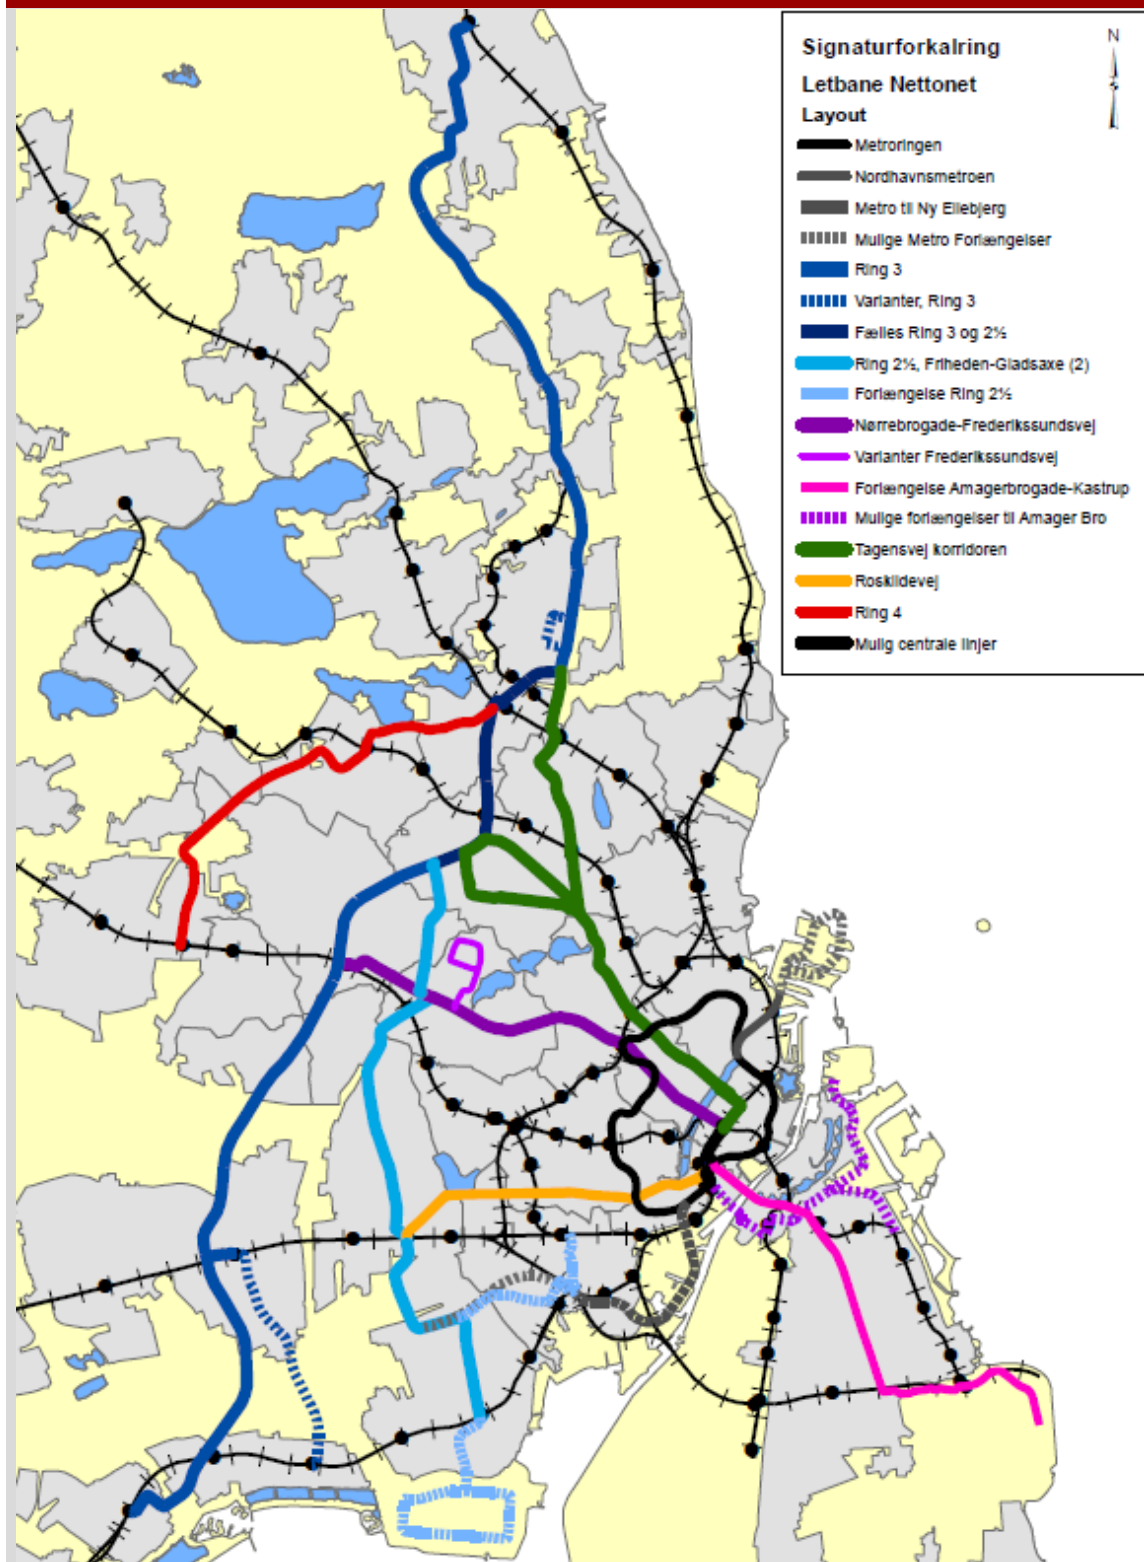 Signaturforkalring
N
Letbane Nettonet
Layout
Metroringen
Nordhavnsmetroen
Metro til Ny Ellebjerg
Mulige Metro Forlængelser
Ring 3
Varianter, Ring 3
Fælles Ring 3 og 2½
Ring 2½, Friheden-Gladsaxe (2)
Forlængelse Ring 2½
Nørrebrogade-Frederikssundsvej
Varianter Frederikssundsvej
Forlængelse Amagerbrogade-Kastrup
Mulige forlængelser til Amager Bro
Tagensvej korridoren
Roskildevej
Ring 4
Mulig centrale linjer